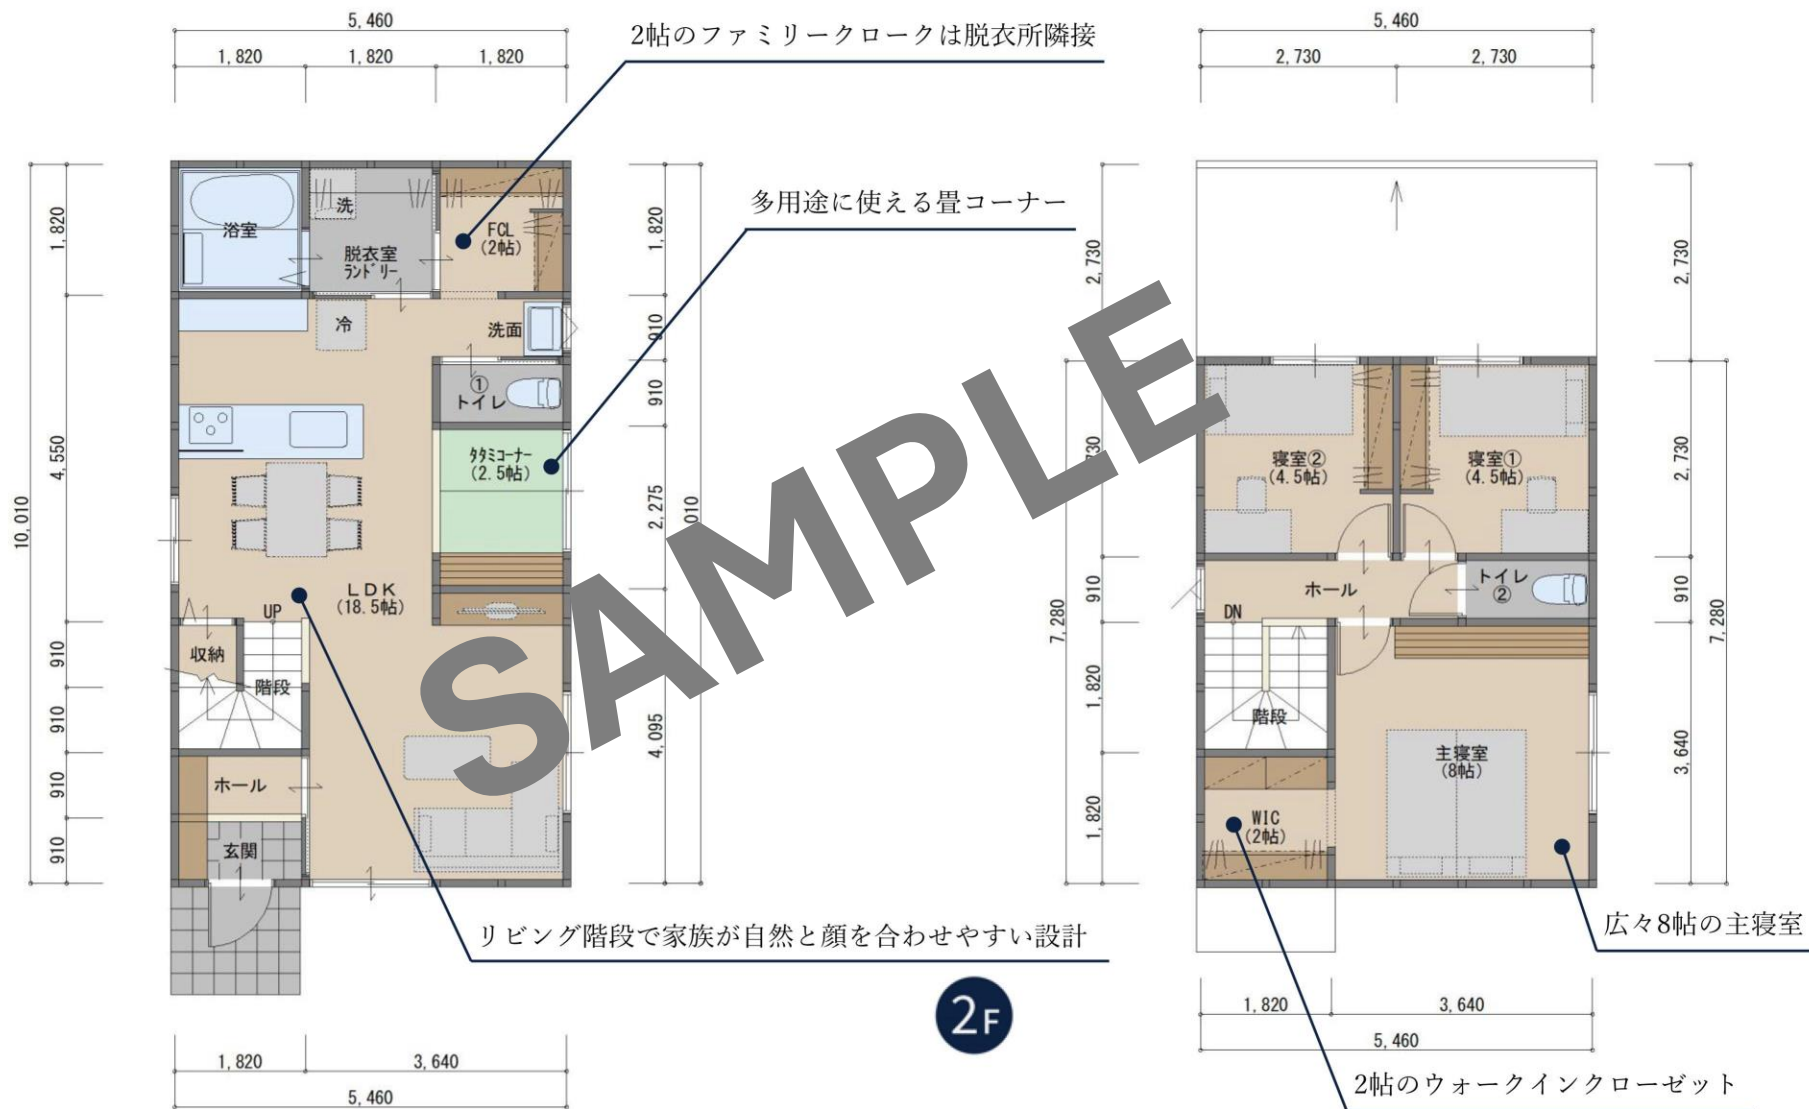 5,460
1,820
1,820
1,820
2帖のファミリークロークは脱衣所隣接
5,460
2,730
2,730
多用途に使える畳コーナー
10,010
1,820
4,550
910
910
910
910
浴室
洗
脱衣室
ランドリー
FCL
(2帖)
冷
洗面
①
トイレ
タタミコーナー
(2.5帖)
LDK
(18.5帖)
UP
収納
階段
ホール
玄関
1,820
910
910
2,275
4,095
010
SAMPLE
2,730
730
910
1,820
1,820
7,280
寝室②
(4.5帖)
寝室①
(4.5帖)
ホール
トイレ
②
DN
階段
主寝室
(8帖)
WIC
(2帖)
2,730
2,730
910
3,640
7,280
リビング階段で家族が自然と顔を合わせやすい設計
広々8帖の主寝室
2F
1,820
3,640
5,460
1,820
3,640
5,460
2帖のウォークインクローゼット